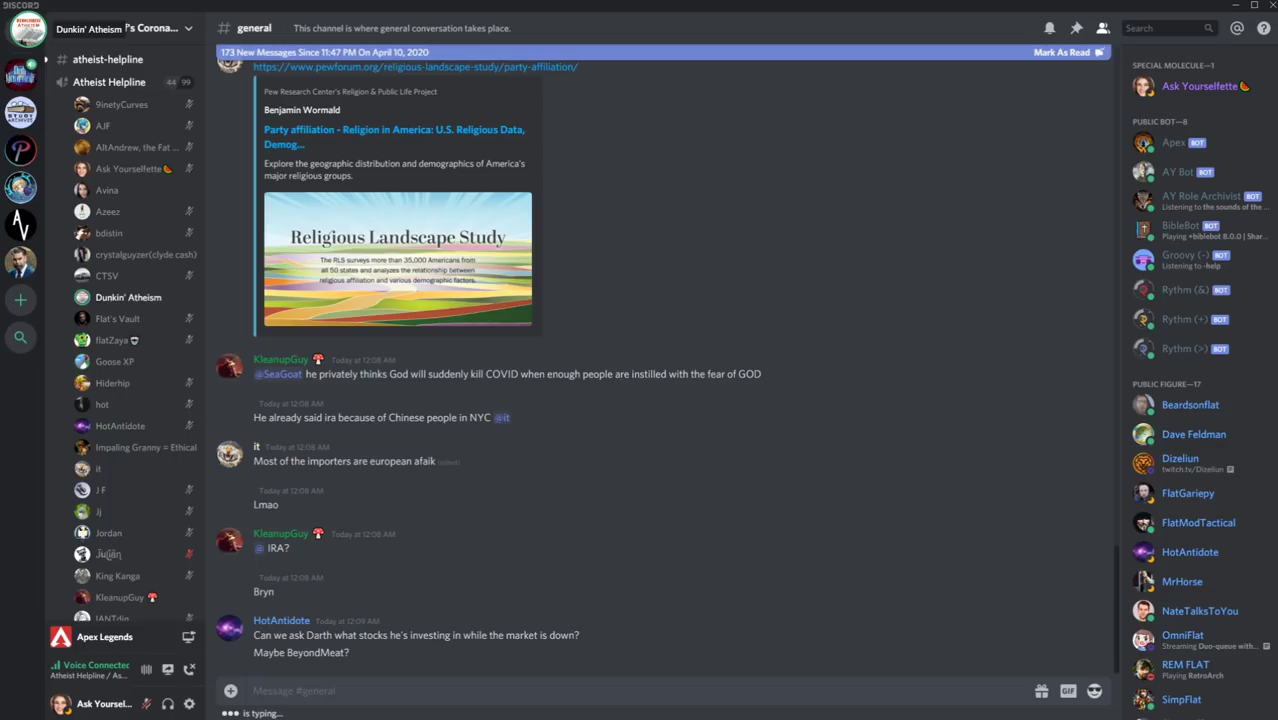 DISCORD
Dunkin' Atheism
's Corona...
# general
This channel is where general conversation takes place.
Search
173 New Messages Since 11:47 PM On April 10, 2020
Mark As Read
# atheist-helpline
Atheist Helpline 44 99
9inetyCurves
AJF
AltAndrew, the Fat ...
Ask Yourselfette🍉
Avina
Azeez
bdistin
crystalguyzer(clyde cash)
CTSV
Dunkin' Atheism
Flat's Vault
flatZaya
Goose XP
Hiderhip
hot
HotAntidote
Impaling Granny = Ethical
it
J F
Jj
Jordan
King Kanga
KleanupGuy 🍄
Apex Legends
Voice Connected
Atheist Helpline / As...
Ask Yoursel...
https://www.pewforum.org/religious-landscape-study/party-affiliation/
Pew Research Center's Religion & Public Life Project
Benjamin Wormald
Party affiliation - Religion in America: U.S. Religious Data,
Demog...
Explore the geographic distribution and demographics of America's
major religious groups.
Religious Landscape Study
The RLS surveys more than 35,000 Americans from
all 50 states and analyzes the relationship between
religious affiliation and various demographic factors.
KleanupGuy 🍄 Today at 12:08 AM
@SeaGoat he privately thinks God will suddenly kill COVID when enough people are instilled with the fear of GOD
Today at 12:08 AM
He already said ira because of Chinese people in NYC @it
it Today at 12:08 AM
Most of the importers are european afaik (edited)
Today at 12:08 AM
Lmao
KleanupGuy 🍄 Today at 12:08 AM
@ IRA?
Today at 12:08 AM
Bryn
HotAntidote Today at 12:09 AM
Can we ask Darth what stocks he's investing in while the market is down?
Maybe BeyondMeat?
Message #general
GIF
is typing...
SPECIAL MOLECULE—1
Ask Yourselfette🍉
PUBLIC BOT—8
Apex BOT
AY Bot BOT
AY Role Archivist BOT
Listening to the sounds of the ...
BibleBot BOT
Playing +biblebot 8.0.0 | Shar...
Groovy (-) BOT
Listening to -help
Rythm (&) BOT
Rythm (+) BOT
Rythm (>) BOT
PUBLIC FIGURE—17
Beardsonflat
Dave Feldman
Dizeliun
twitch.tv/Dizeliun
FlatGariepy
FlatModTactical
HotAntidote
MrHorse
NateTalksToYou
OmniFlat
Streaming Duo-queue with...
REM FLAT
Playing RetroArch
SimpFlat